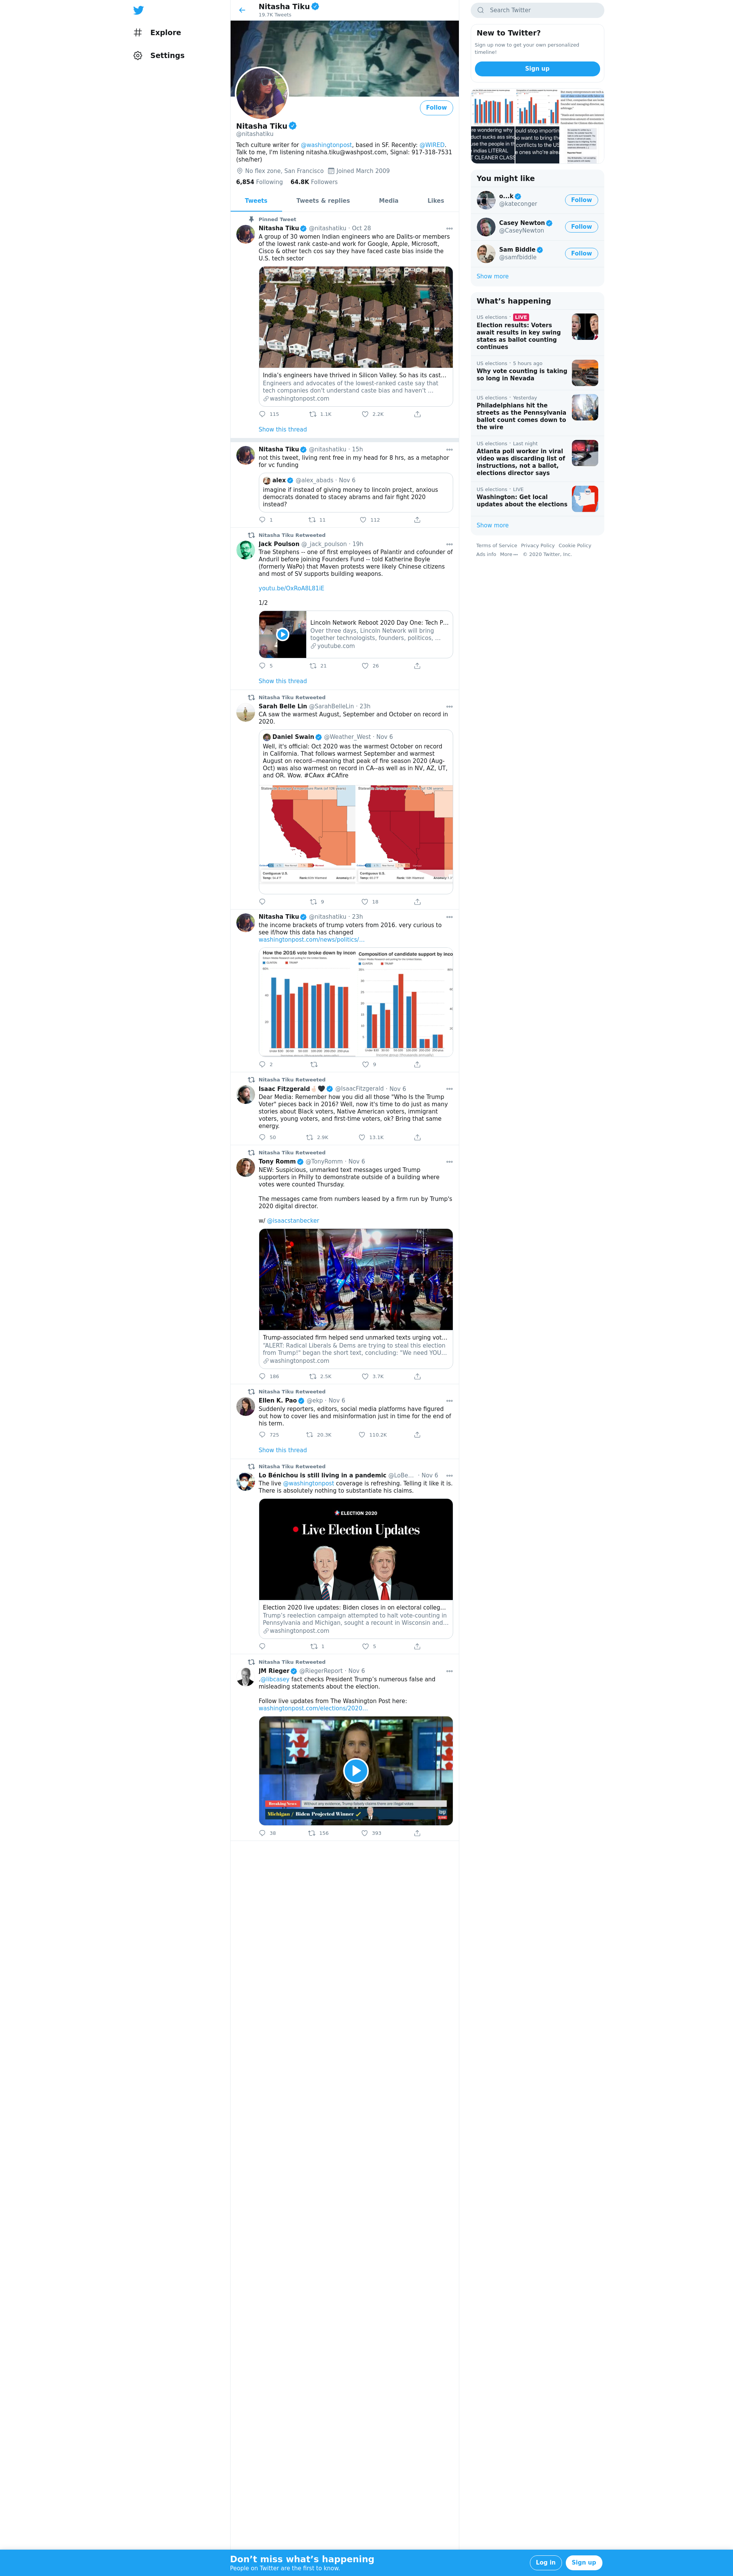 Explore
Settings
Nitasha Tiku
19.7K Tweets
Follow
Nitasha Tiku
@nitashatiku
Tech culture writer for @washingtonpost, based in SF. Recently: @WIRED.
Talk to me, I'm listening nitasha.tiku@washpost.com, Signal: 917-318-7531
(she/her)
No flex zone, San Francisco Joined March 2009
6,854 Following 64.8K Followers
Tweets Tweets & replies Media Likes
Pinned Tweet
Nitasha Tiku @nitashatiku · Oct 28
A group of 30 women Indian engineers who are Dalits-or members
of the lowest rank caste-and work for Google, Apple, Microsoft,
Cisco & other tech cos say they have faced caste bias inside the
U.S. tech sector
India's engineers have thrived in Silicon Valley. So has its cast...
Engineers and advocates of the lowest-ranked caste say that
tech companies don't understand caste bias and haven't ...
washingtonpost.com
115 1.1K 2.2K
Show this thread
Nitasha Tiku @nitashatiku · 15h
not this tweet, living rent free in my head for 8 hrs, as a metaphor
for vc funding
alex @alex_abads · Nov 6
imagine if instead of giving money to lincoln project, anxious
democrats donated to stacey abrams and fair fight 2020
instead?
1 11 112
Nitasha Tiku Retweeted
Jack Poulson @_jack_poulson · 19h
Trae Stephens -- one of first employees of Palantir and cofounder of
Anduril before joining Founders Fund -- told Katherine Boyle
(formerly WaPo) that Maven protests were likely Chinese citizens
and most of SV supports building weapons.
youtu.be/OxRoA8L81iE
1/2
Lincoln Network Reboot 2020 Day One: Tech P...
Over three days, Lincoln Network will bring
together technologists, founders, politicos, ...
youtube.com
5 21 26
Show this thread
Nitasha Tiku Retweeted
Sarah Belle Lin @SarahBelleLin · 23h
CA saw the warmest August, September and October on record in
2020.
Daniel Swain @Weather_West · Nov 6
Well, it's official: Oct 2020 was the warmest October on record
in California. That follows warmest September and warmest
August on record--meaning that peak of fire season 2020 (Aug-
Oct) was also warmest on record in CA--as well as in NV, AZ, UT,
and OR. Wow. #CAwx #CAfire
9 18
Nitasha Tiku @nitashatiku · 23h
the income brackets of trump voters from 2016. very curious to
see if/how this data has changed
washingtonpost.com/news/politics/...
How the 2016 vote broke down by incom
Composition of candidate support by inco
2 9
Nitasha Tiku Retweeted
Isaac Fitzgerald @IsaacFitzgerald · Nov 6
Dear Media: Remember how you did all those "Who Is the Trump
Voter" pieces back in 2016? Well, now it's time to do just as many
stories about Black voters, Native American voters, immigrant
voters, young voters, and first-time voters, ok? Bring that same
energy.
50 2.9K 13.1K
Nitasha Tiku Retweeted
Tony Romm @TonyRomm · Nov 6
NEW: Suspicious, unmarked text messages urged Trump
supporters in Philly to demonstrate outside of a building where
votes were counted Thursday.
The messages came from numbers leased by a firm run by Trump's
2020 digital director.
w/ @isaacstanbecker
Trump-associated firm helped send unmarked texts urging vot...
"ALERT: Radical Liberals & Dems are trying to steal this election
from Trump!" began the short text, concluding: "We need YOU...
washingtonpost.com
186 2.5K 3.7K
Nitasha Tiku Retweeted
Ellen K. Pao @ekp · Nov 6
Suddenly reporters, editors, social media platforms have figured
out how to cover lies and misinformation just in time for the end of
his term.
725 20.3K 110.2K
Show this thread
Nitasha Tiku Retweeted
Lo Bénichou is still living in a pandemic @LoBe... · Nov 6
The live @washingtonpost coverage is refreshing. Telling it like it is.
There is absolutely nothing to substantiate his claims.
ELECTION 2020
Live Election Updates
Election 2020 live updates: Biden closes in on electoral colleg...
Trump's reelection campaign attempted to halt vote-counting in
Pennsylvania and Michigan, sought a recount in Wisconsin and...
washingtonpost.com
1 5
Nitasha Tiku Retweeted
JM Rieger @RiegerReport · Nov 6
.@libcasey fact checks President Trump's numerous false and
misleading statements about the election.
Follow live updates from The Washington Post here:
washingtonpost.com/elections/2020...
Breaking News Without any evidence, Trump falsely claims there are illegal votes
Michigan / Biden Projected Winner
38 156 393
Search Twitter
New to Twitter?
Sign up now to get your own personalized
timeline!
Sign up
You might like
o...k
@kateconger
Follow
Casey Newton
@CaseyNewton
Follow
Sam Biddle
@samfbiddle
Follow
Show more
What's happening
US elections · LIVE
Election results: Voters
await results in key swing
states as ballot counting
continues
US elections · 5 hours ago
Why vote counting is taking
so long in Nevada
US elections · Yesterday
Philadelphians hit the
streets as the Pennsylvania
ballot count comes down to
the wire
US elections · Last night
Atlanta poll worker in viral
video was discarding list of
instructions, not a ballot,
elections director says
US elections · LIVE
Washington: Get local
updates about the elections
Show more
Terms of Service Privacy Policy Cookie Policy
Ads info More © 2020 Twitter, Inc.
Don't miss what's happening
People on Twitter are the first to know.
Log in Sign up